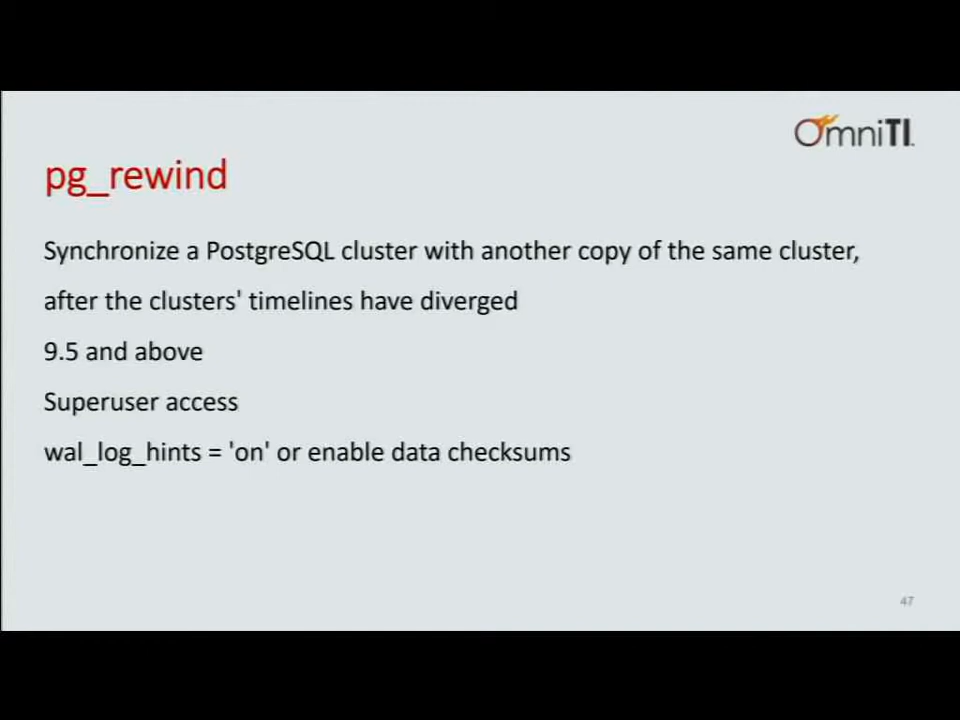 OmniTI
pg_rewind
Synchronize a PostgreSQL cluster with another copy of the same cluster,
after the clusters' timelines have diverged
9.5 and above
Superuser access
wal_log_hints = 'on' or enable data checksums
47